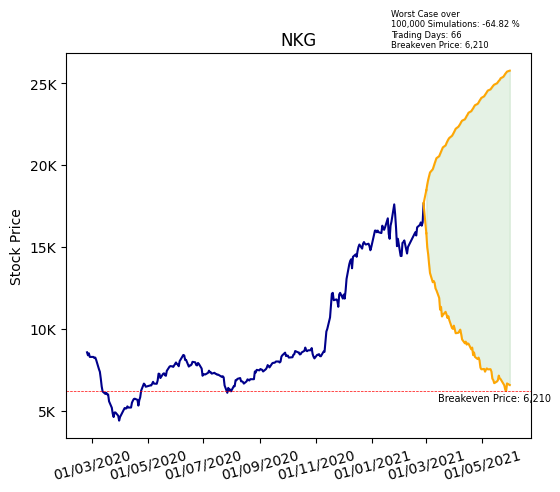 Worst Case over
100,000 Simulations: -64.82 %
Trading Days: 66
Breakeven Price: 6,210
NKG
Stock Price
25K
20K
15K
10K
5K
Breakeven Price: 6,210
01/03/2020
01/05/2020
01/07/2020
01/09/2020
01/11/2020
01/01/2021
01/03/2021
01/05/2021